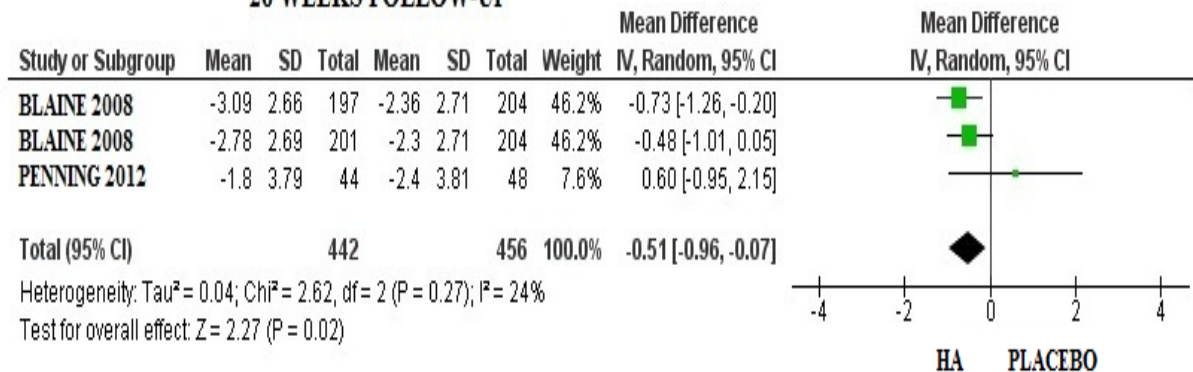 26 WEEKS FOLLOW-UP
Mean Difference Mean Difference
Study or Subgroup Mean SD Total Mean SD Total Weight IV, Random, 95% CI IV, Random, 95% CI
BLAINE 2008 -3.09 2.66 197 -2.36 2.71 204 46.2% -0.73 [-1.26, -0.20]
BLAINE 2008 -2.78 2.69 201 -2.3 2.71 204 46.2% -0.48 [-1.01, 0.05]
PENNING 2012 -1.8 3.79 44 -2.4 3.81 48 7.6% 0.60 [-0.95, 2.15]
Total (95% CI) 442 456 100.0% -0.51 [-0.96, -0.07]
Heterogeneity: Tau² = 0.04; Chi² = 2.62, df = 2 (P = 0.27); I² = 24%
Test for overall effect: Z = 2.27 (P = 0.02)
-4 -2 0 2 4
HA PLACEBO